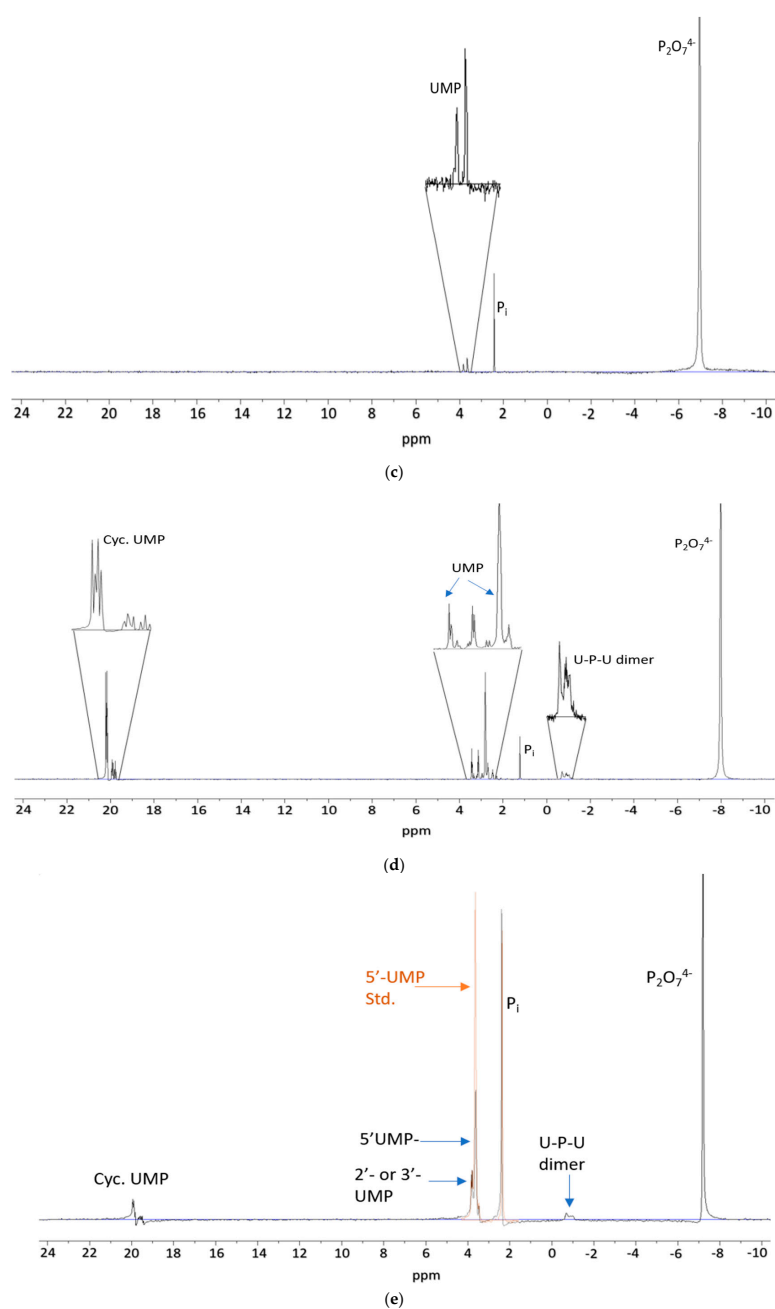 P₂O₇⁴⁻
UMP
Pᵢ
24 22 20 18 16 14 12 10 8 6 4 2 0 -2 -4 -6 -8 -10
ppm
(c)
Cyc. UMP
P₂O₇⁴⁻
UMP
U-P-U dimer
Pᵢ
24 22 20 18 16 14 12 10 8 6 4 2 0 -2 -4 -6 -8 -10
ppm
(d)
5′-UMP
Std.
Pᵢ
P₂O₇⁴⁻
5′UMP-
2′- or 3′-
UMP
U-P-U
dimer
Cyc. UMP
24 22 20 18 16 14 12 10 8 6 4 2 0 -2 -4 -6 -8 -10
ppm
(e)